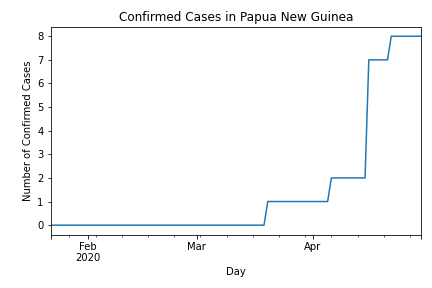 Confirmed Cases in Papua New Guinea
8
7
6
5
4
3
2
1
0
Number of Confirmed Cases
Feb
2020
Mar
Apr
Day